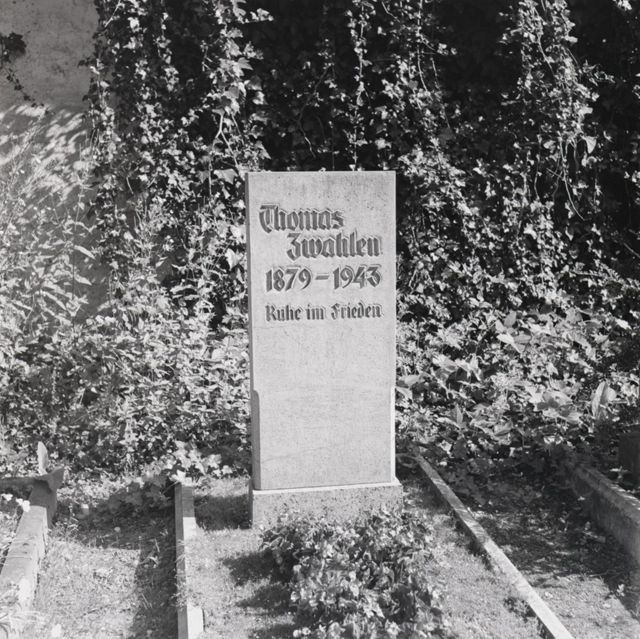 Thomas
Zwahlen
1879-1943
Ruhe im Frieden